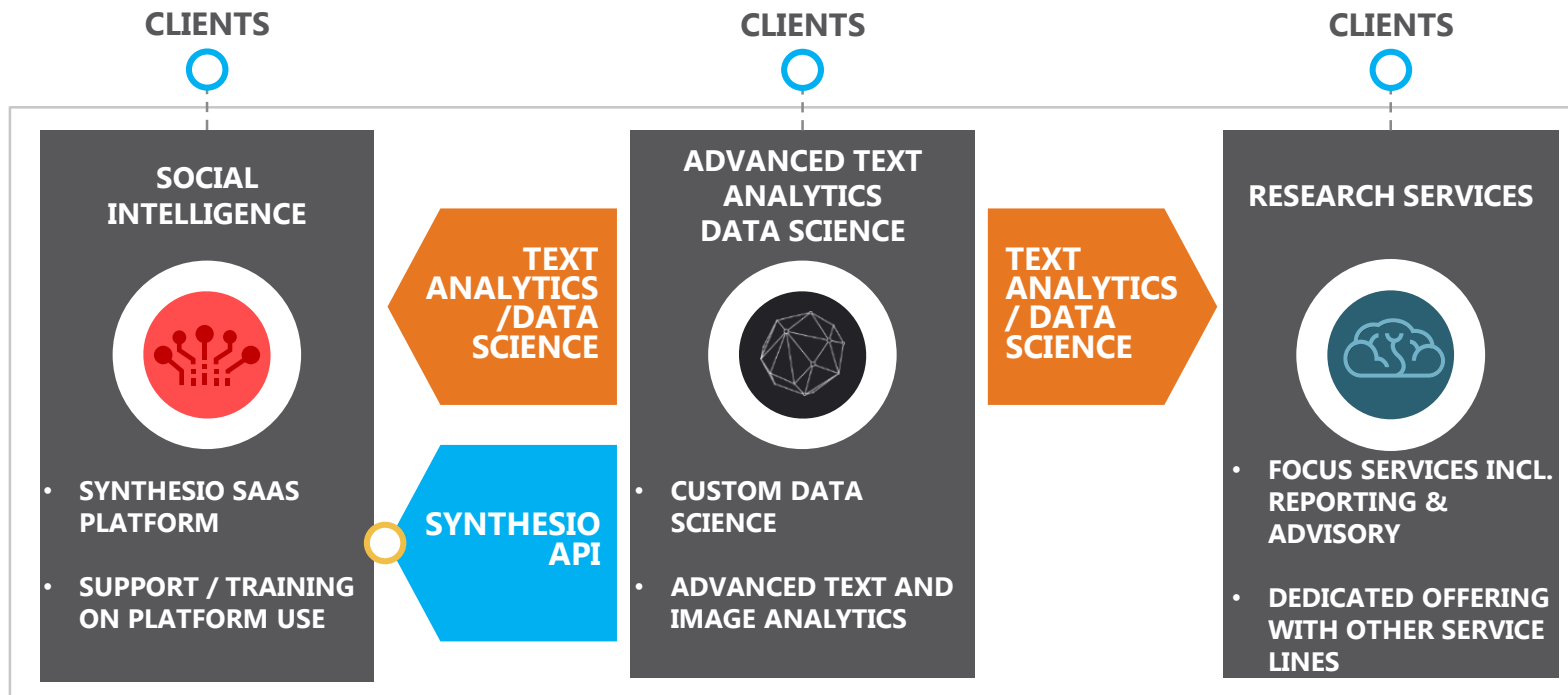 CLIENTS
CLIENTS
CLIENTS
SOCIAL
INTELLIGENCE
• SYNTHESIO SAAS
PLATFORM
• SUPPORT / TRAINING
ON PLATFORM USE
TEXT
ANALYTICS
/DATA
SCIENCE
SYNTHESIO
API
ADVANCED TEXT
ANALYTICS
DATA SCIENCE
• CUSTOM DATA
SCIENCE
• ADVANCED TEXT AND
IMAGE ANALYTICS
TEXT
ANALYTICS
/ DATA
SCIENCE
RESEARCH SERVICES
• FOCUS SERVICES INCL.
REPORTING &
ADVISORY
• DEDICATED OFFERING
WITH OTHER SERVICE
LINES